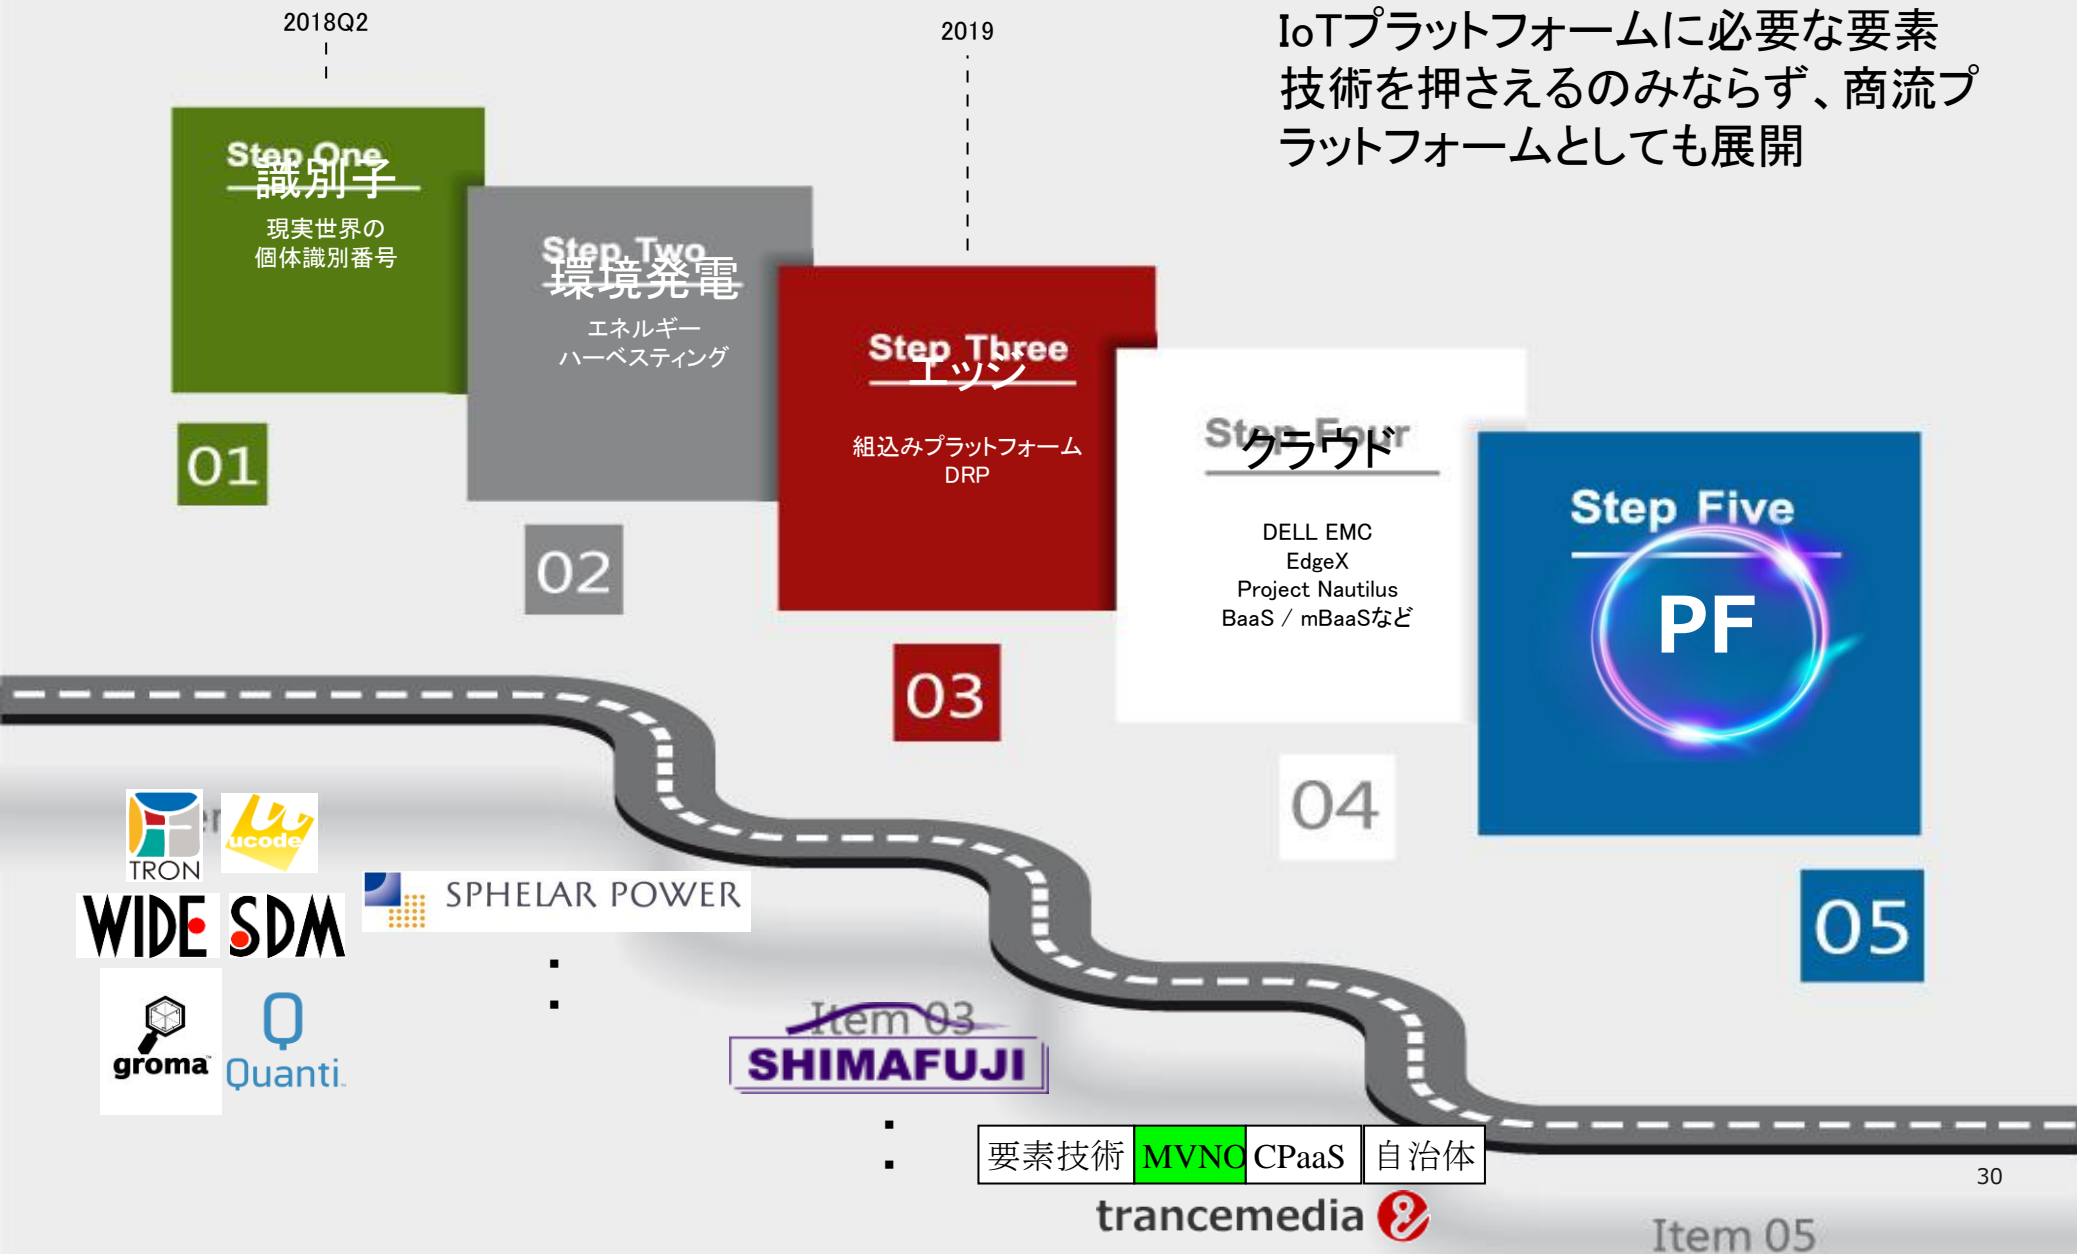 2018Q2
2019
IoTプラットフォームに必要な要素
技術を押さえるのみならず、商流プ
ラットフォームとしても展開
Step One
識別子
現実世界の
個体識別番号
01
Step Two
環境発電
エネルギー
ハーベスティング
02
Step Three
エッジ
組込みプラットフォーム
DRP
03
Step Four
クラウド
DELL EMC
EdgeX
Project Nautilus
BaaS / mBaaSなど
04
Step Five
PF
05
TRON
ucode
WIDE
SDM
groma
Quanti
SPHELAR POWER
:
Item 03
SHIMAFUJI
:
要素技術 MVNO CPaaS 自治体
trancemedia
30
Item 05